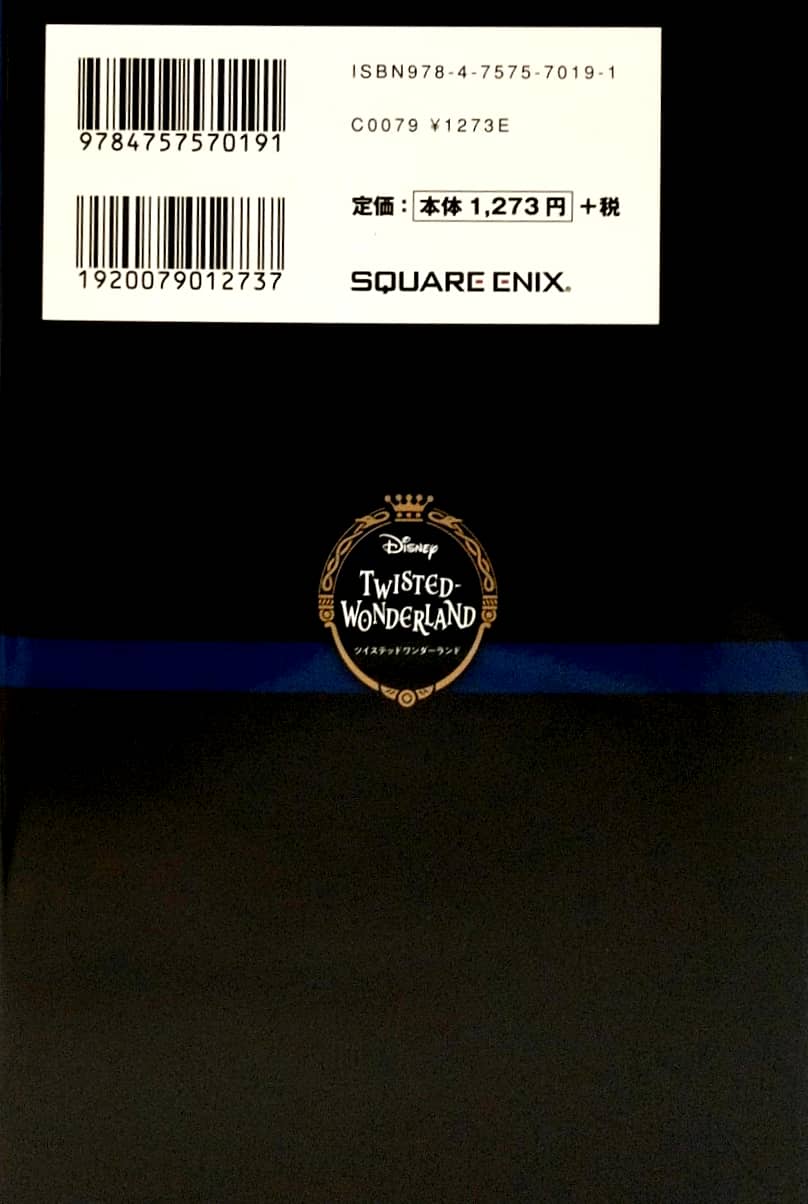 ISBN978-4-7575-7019-1
9784757570191
C0079 ¥1273E
定価：本体 1,273 円＋税
1920079012737
SQUARE ENIX®
Disney
TWISTED-
WONDERLAND
ツイステッドワンダーランド